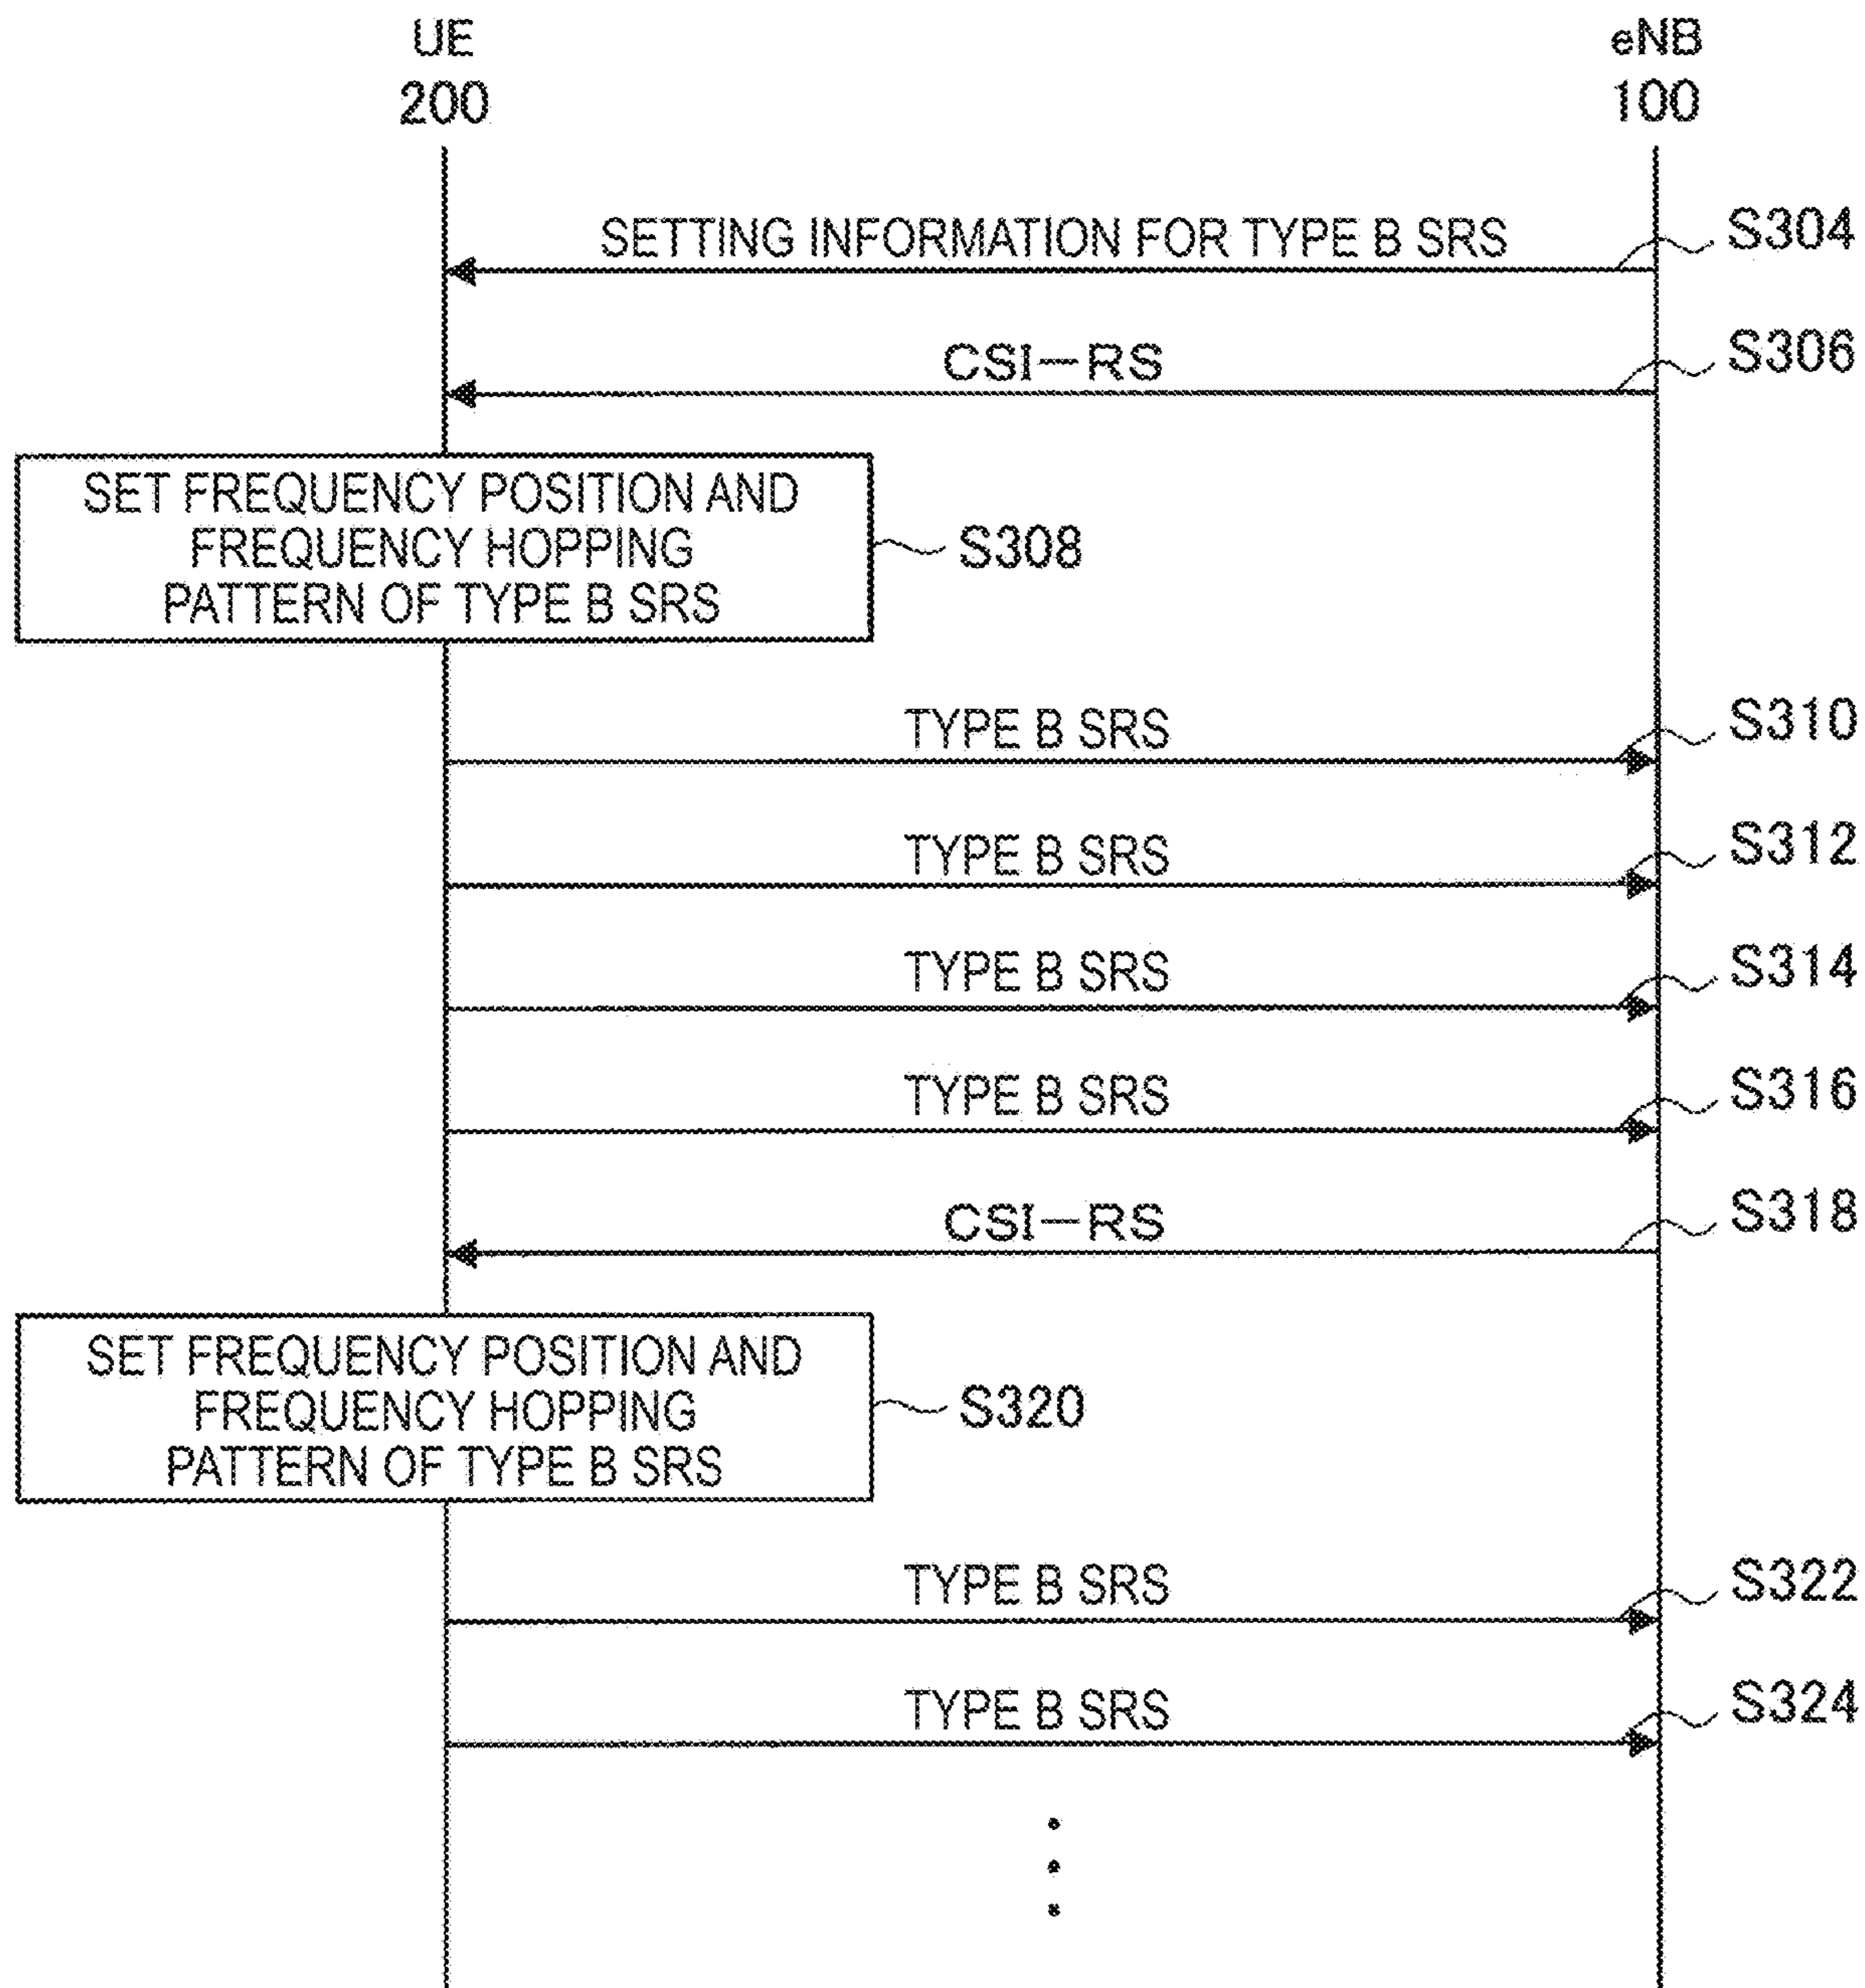 UE
200
eNB
100
SETTING INFORMATION FOR TYPE B SRS
S304
CSI-RS
S306
SET FREQUENCY POSITION AND
FREQUENCY HOPPING
PATTERN OF TYPE B SRS
S308
TYPE B SRS
S310
TYPE B SRS
S312
TYPE B SRS
S314
TYPE B SRS
S316
CSI-RS
S318
SET FREQUENCY POSITION AND
FREQUENCY HOPPING
PATTERN OF TYPE B SRS
S320
TYPE B SRS
S322
TYPE B SRS
S324